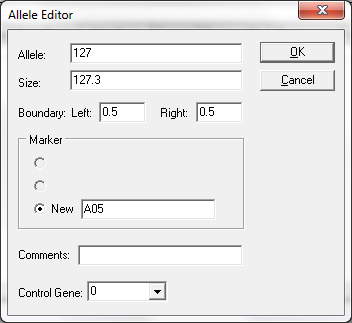 Allele Editor
Allele: 127
OK
Size: 127.3
Cancel
Boundary: Left: 0.5 Right: 0.5
Marker
New A05
Comments:
Control Gene: 0